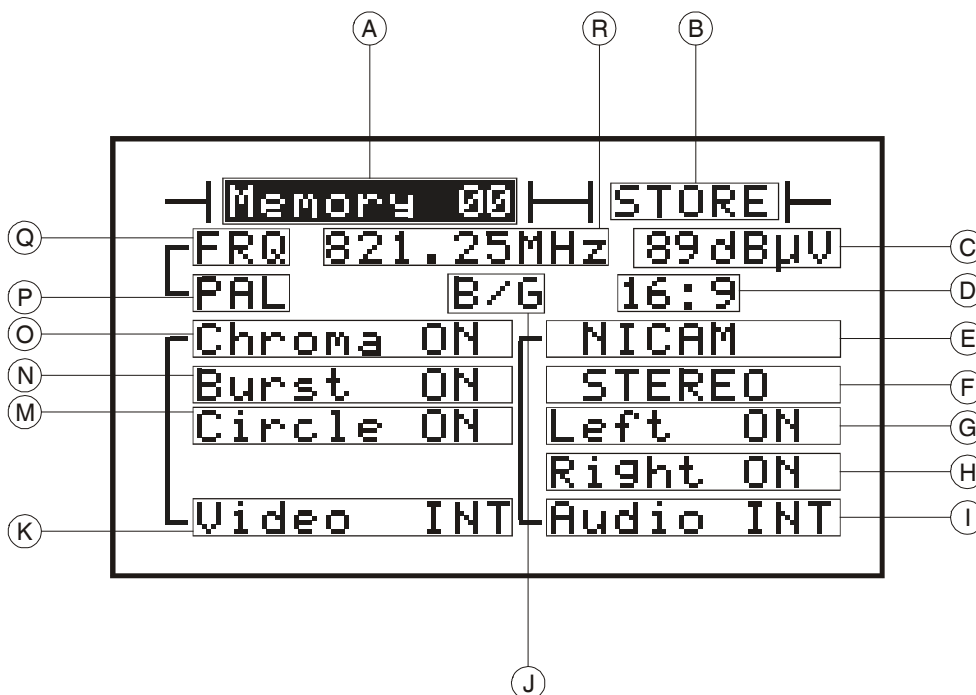 A R B
Memory 00 STORE
Q FRQ 821.25MHz 89dBµV C
P PAL B/G 16:9 D
O Chroma ON NICAM E
N Burst ON STEREO F
M Circle ON Left ON G
Right ON H
K Video INT Audio INT I
J